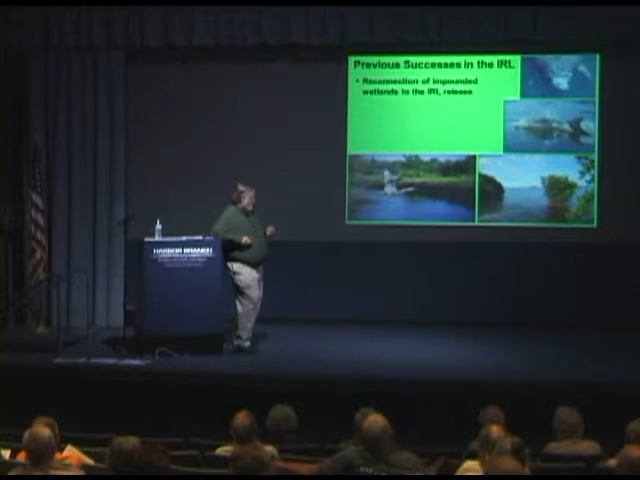 Previous Successes in the IRL
• Reconnection of impounded
wetlands to the IRL release
HARBOR BRANCH